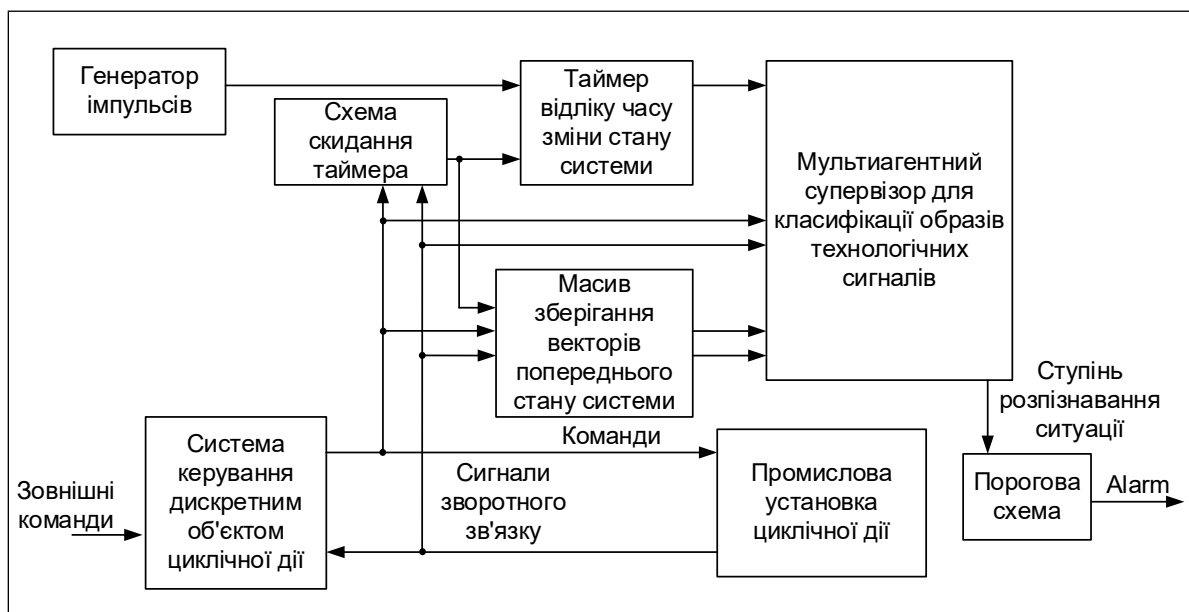 Генератор
імпульсів
Схема
скидання
таймера
Таймер
відліку часу
зміни стану
системи
Мультиагентний
супервізор для
класифікації образів
технологічних
сигналів
Масив
зберігання
векторів
попереднього
стану системи
Ступінь
розпізнавання
ситуації
Зовнішні
команди
Система
керування
дискретним
об'єктом
циклічної дії
Команди
Сигнали
зворотного
зв'язку
Промислова
установка
циклічної дії
Порогова
схема
Alarm